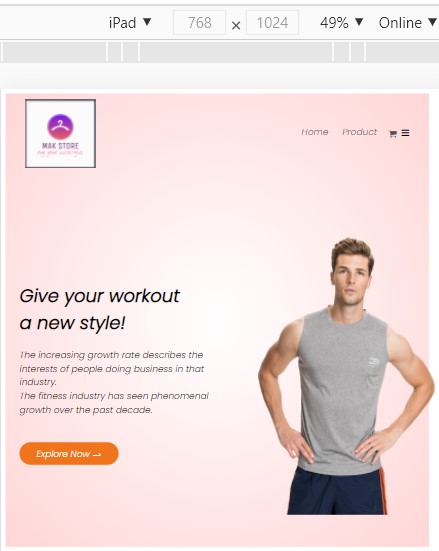 iPad ▼ 768 × 1024 49% ▼ Online ▼
MAK STORE
Home Product
Give your workout
a new style!
The increasing growth rate describes the
interests of people doing business in that
industry.
The fitness industry has seen phenomenal
growth over the past decade.
Explore Now →